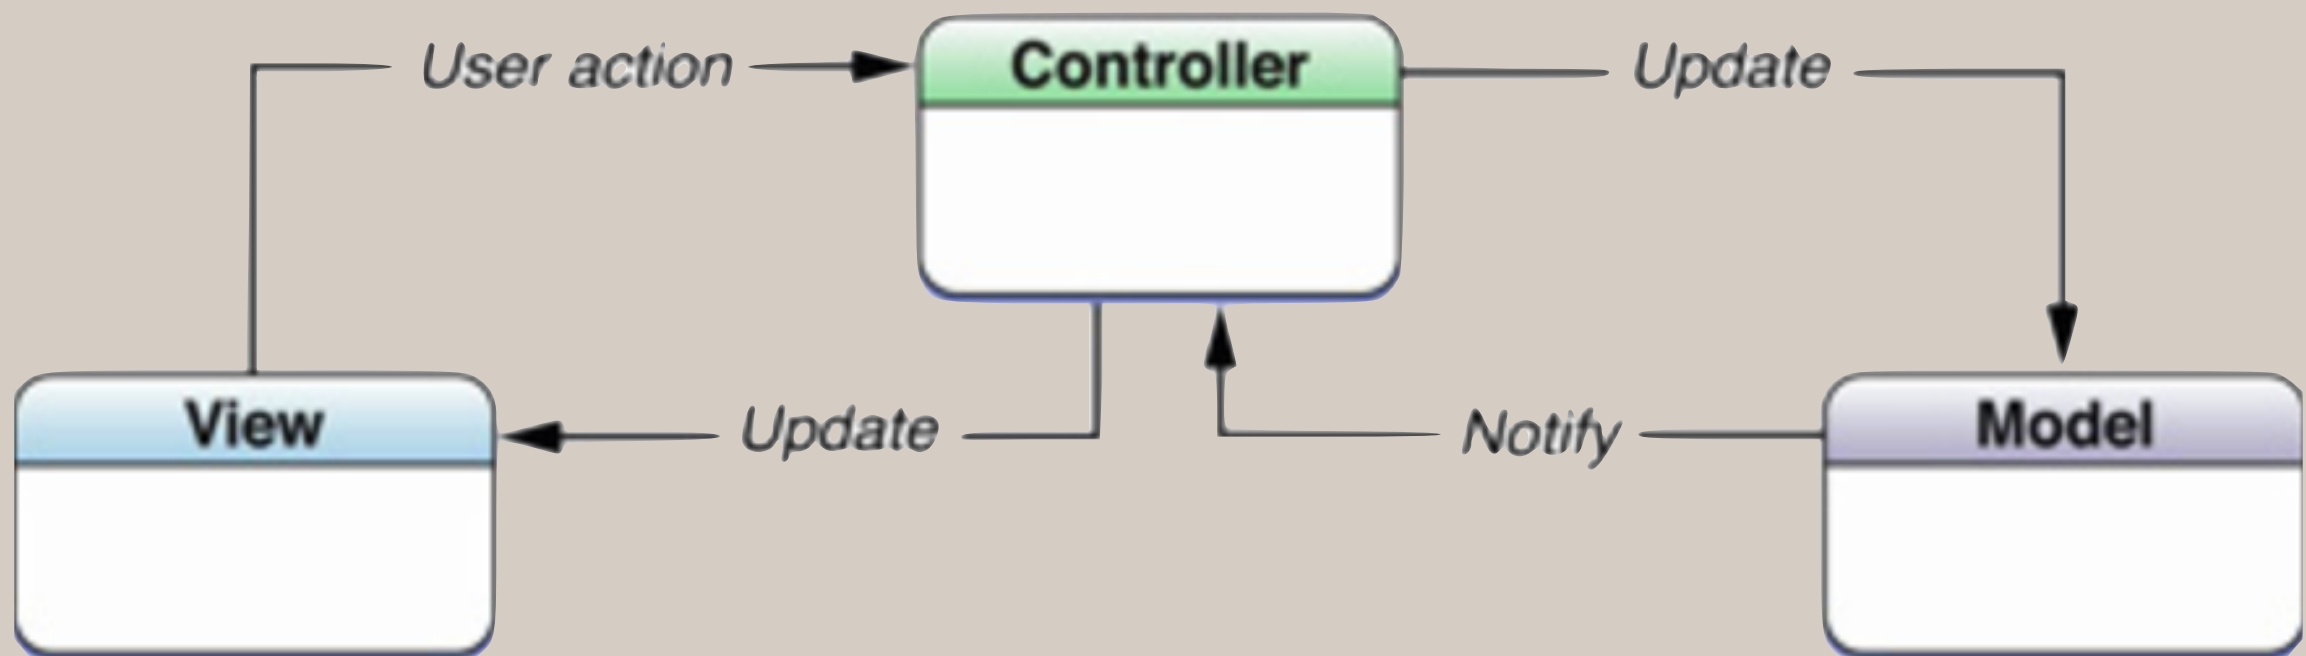 User action
Controller
Update
View
Update
Notify
Model